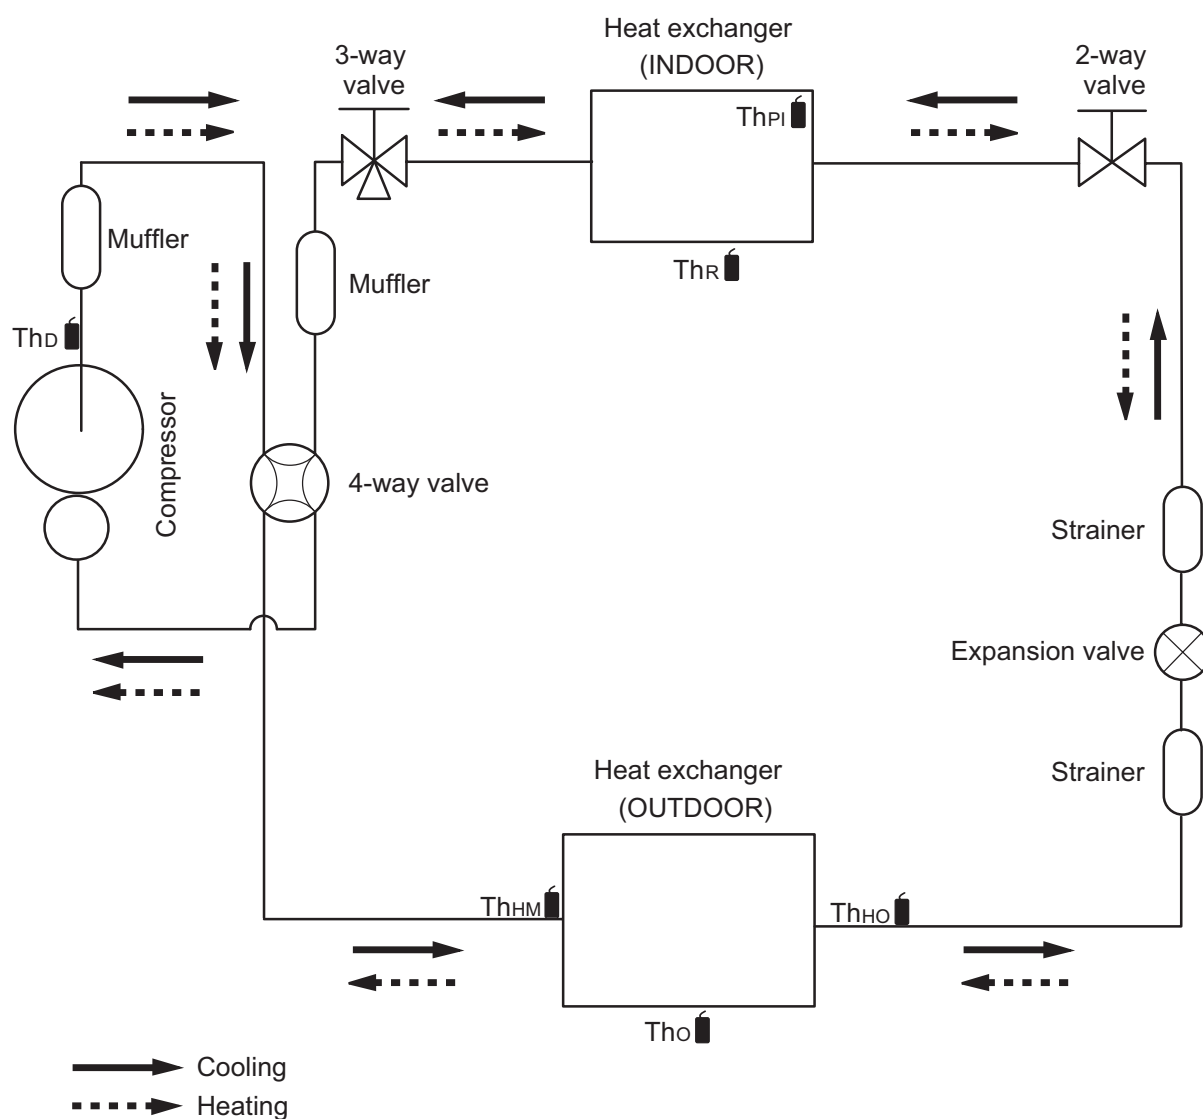 Heat exchanger
(INDOOR)
3-way
valve
2-way
valve
ThPI
Muffler
ThR
Muffler
ThD
Compressor
4-way valve
Strainer
Expansion valve
Strainer
Heat exchanger
(OUTDOOR)
ThHM
ThHO
ThO
Cooling
Heating